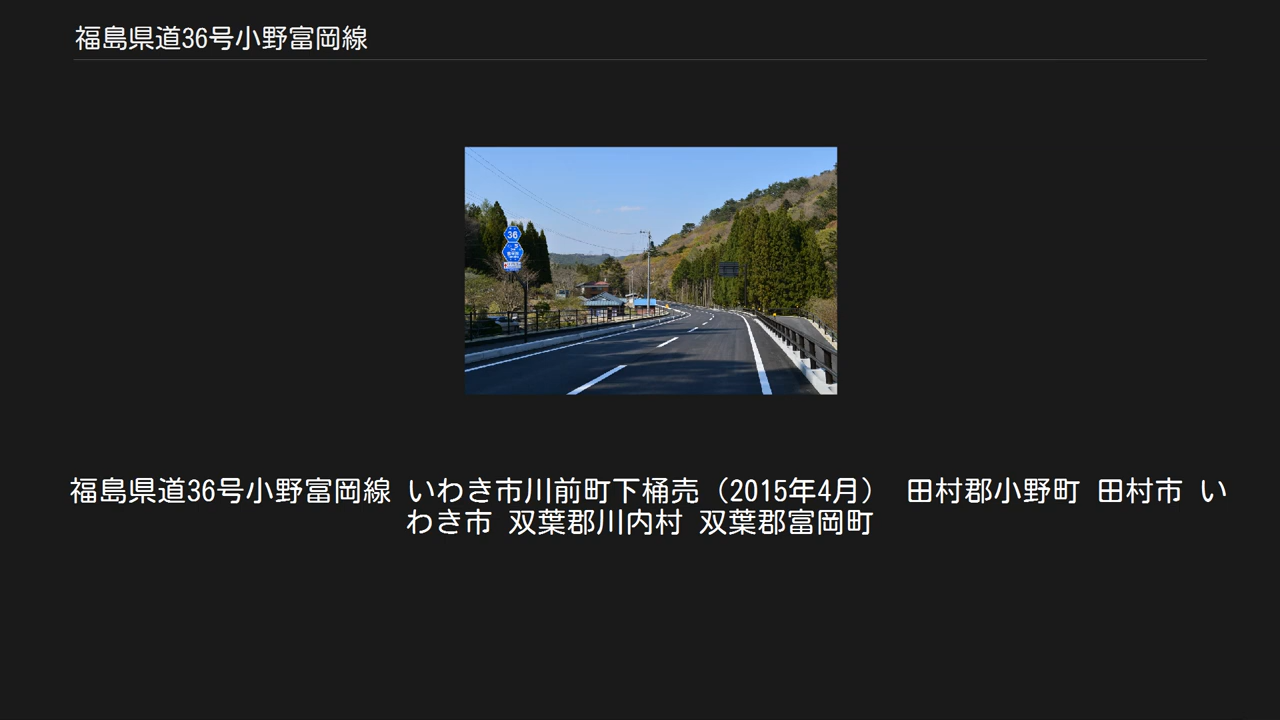 福島県道36号小野富岡線
36
福島県道36号小野富岡線 いわき市川前町下桶売（2015年4月） 田村郡小野町 田村市 い
わき市 双葉郡川内村 双葉郡富岡町